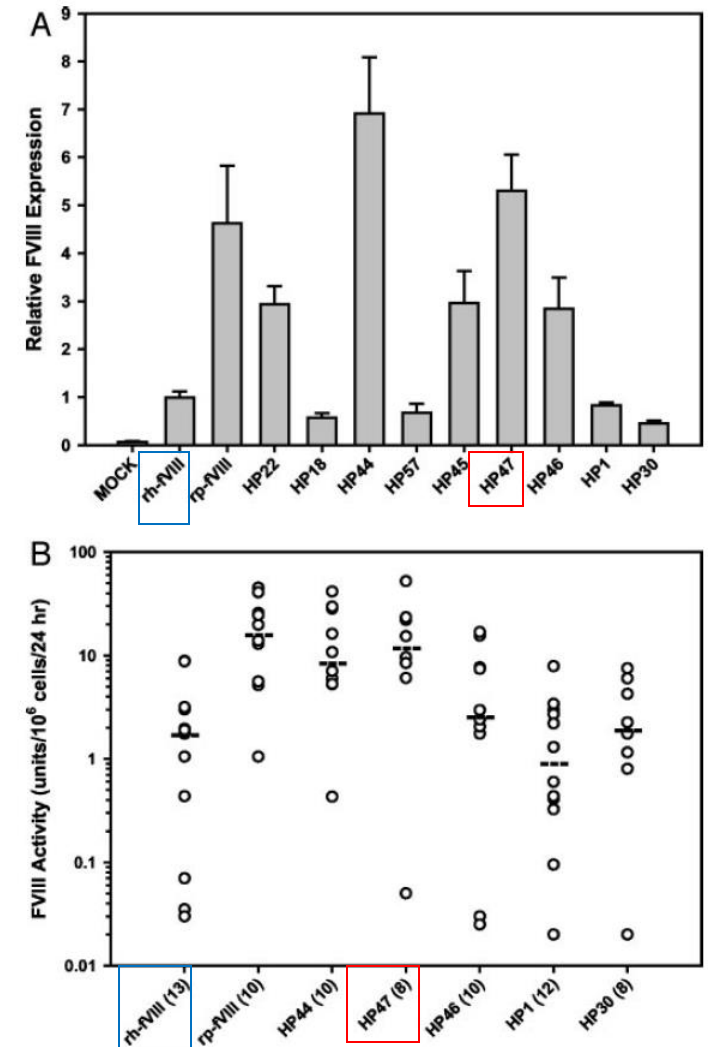 A
Relative FVIII Expression
9
8
7
6
5
4
3
2
1
0
MOCK
rh-fVIII
rp-fVIII
HP22
HP18
HP44
HP57
HP45
HP47
HP46
HP1
HP30
B
FVIII Activity (units/10⁶ cells/24 hr)
100
10
1
0.1
0.01
rh-fVIII (13)
rp-fVIII (10)
HP44 (10)
HP47 (8)
HP46 (10)
HP1 (12)
HP30 (8)